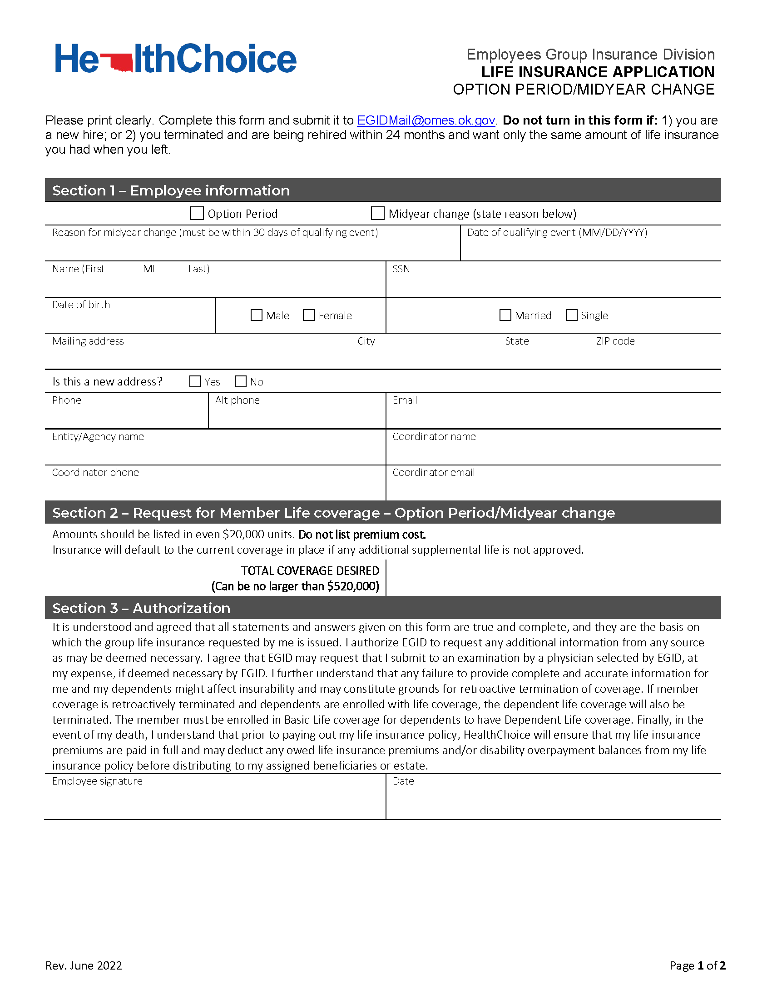 HealthChoice
Employees Group Insurance Division
LIFE INSURANCE APPLICATION
OPTION PERIOD/MIDYEAR CHANGE
Please print clearly. Complete this form and submit it to EGIDMail@omes.ok.gov. Do not turn in this form if: 1) you are
a new hire; or 2) you terminated and are being rehired within 24 months and want only the same amount of life insurance
you had when you left.
Section 1 – Employee information
Option Period Midyear change (state reason below)
Reason for midyear change (must be within 30 days of qualifying event) Date of qualifying event (MM/DD/YYYY)
Name (First MI Last) SSN
Date of birth Male Female Married Single
Mailing address City State ZIP code
Is this a new address? Yes No
Phone Alt phone Email
Entity/Agency name Coordinator name
Coordinator phone Coordinator email
Section 2 – Request for Member Life coverage – Option Period/Midyear change
Amounts should be listed in even $20,000 units. Do not list premium cost.
Insurance will default to the current coverage in place if any additional supplemental life is not approved.
TOTAL COVERAGE DESIRED
(Can be no larger than $520,000)
Section 3 – Authorization
It is understood and agreed that all statements and answers given on this form are true and complete, and they are the basis on
which the group life insurance requested by me is issued. I authorize EGID to request any additional information from any source
as may be deemed necessary. I agree that EGID may request that I submit to an examination by a physician selected by EGID, at
my expense, if deemed necessary by EGID. I further understand that any failure to provide complete and accurate information for
me and my dependents might affect insurability and may constitute grounds for retroactive termination of coverage. If member
coverage is retroactively terminated and dependents are enrolled with life coverage, the dependent life coverage will also be
terminated. The member must be enrolled in Basic Life coverage for dependents to have Dependent Life coverage. Finally, in the
event of my death, I understand that prior to paying out my life insurance policy, HealthChoice will ensure that my life insurance
premiums are paid in full and may deduct any owed life insurance premiums and/or disability overpayment balances from my life
insurance policy before distributing to my assigned beneficiaries or estate.
Employee signature Date
Rev. June 2022 Page 1 of 2